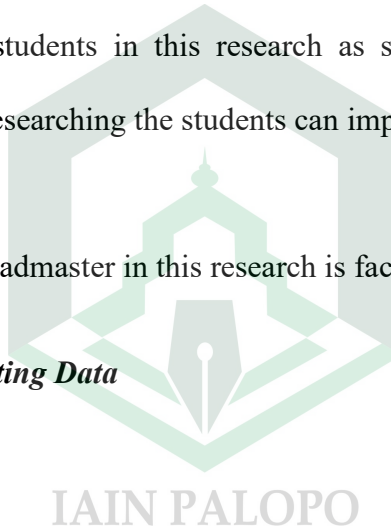 students in this research as s
esearching the students can imp
admaster in this research is fac
ting Data
IAIN PALOPO